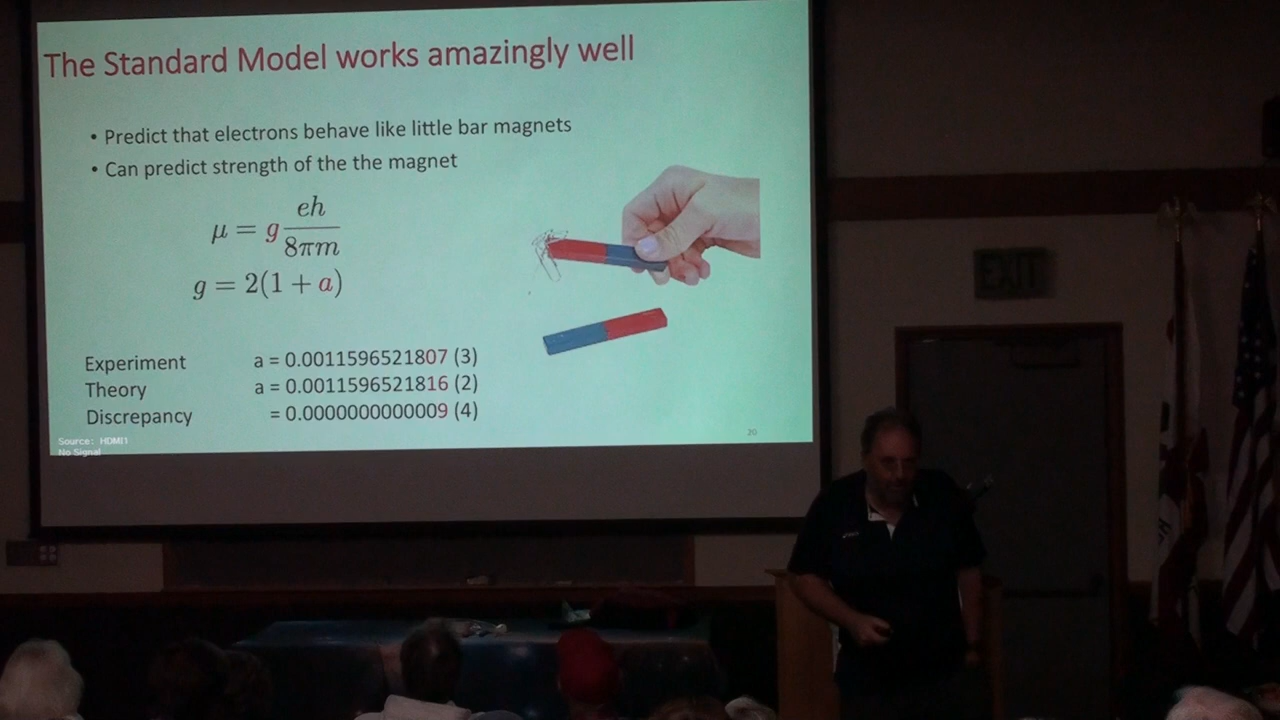 The Standard Model works amazingly well
• Predict that electrons behave like little bar magnets
• Can predict strength of the the magnet
μ = g eh / 8πm
g = 2(1 + a)
Experiment a = 0.001159652180​7 (3)
Theory a = 0.0011596521816 (2)
Discrepancy = 0.0000000000009 (4)
Source: HDMI1
No Signal
20
EXIT